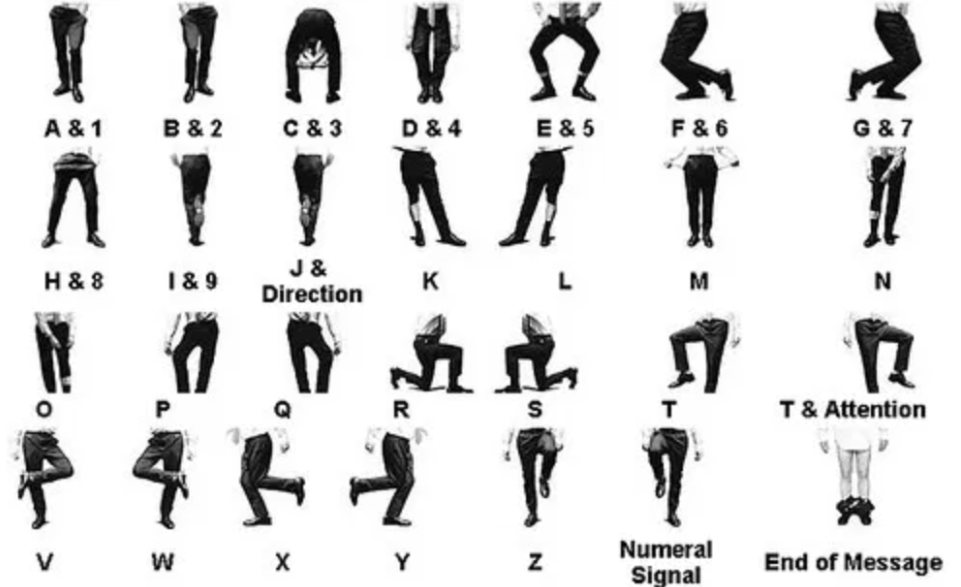 A & 1 B & 2 C & 3 D & 4 E & 5 F & 6 G & 7
H & 8 I & 9 J & Direction K L M N
O P Q R S T T & Attention
V W X Y Z Numeral Signal End of Message